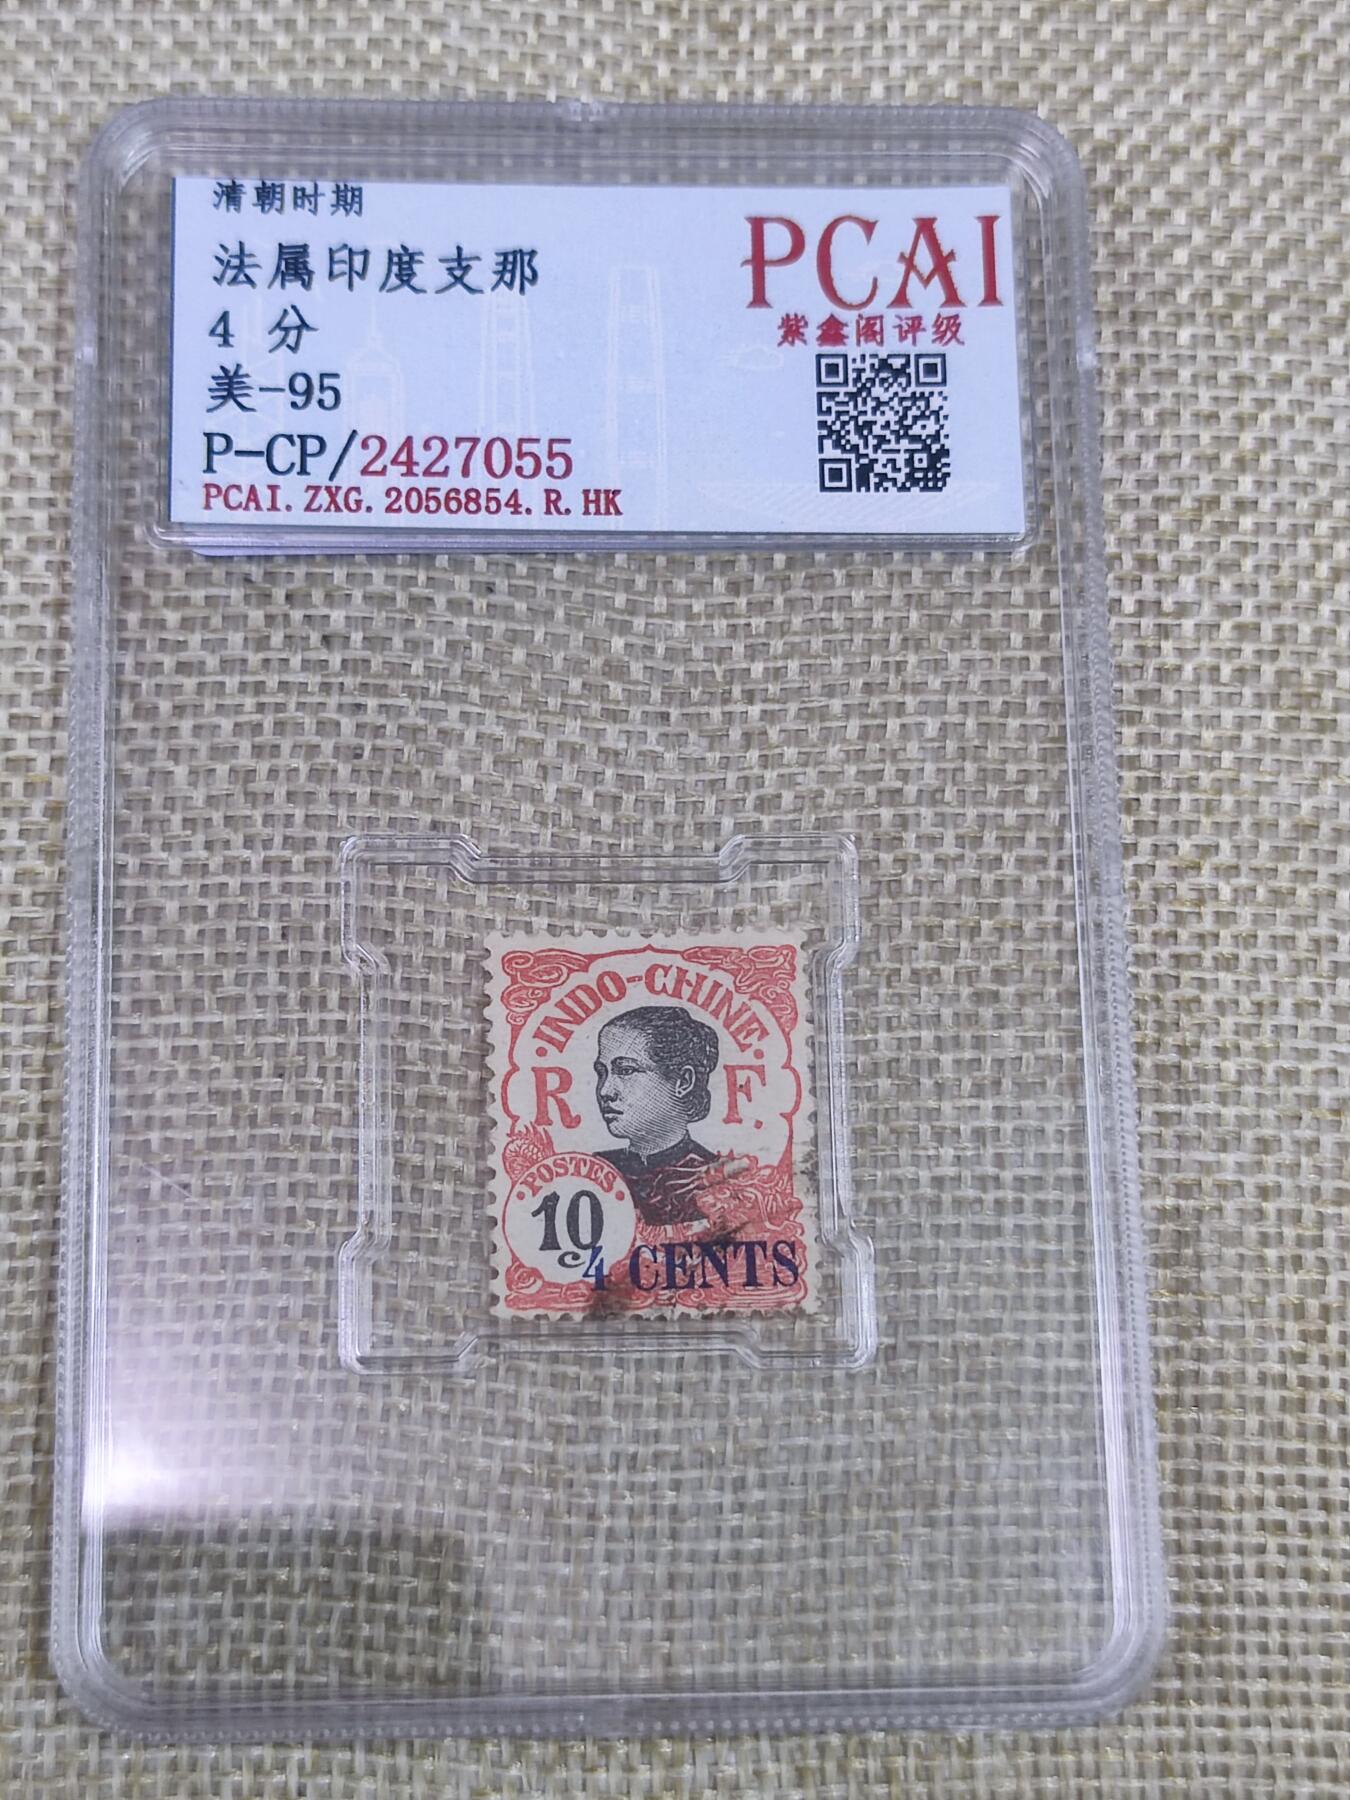 清朝时期
法属印度支那
4 分
美-95
P-CP/2427055
PCAI.ZXG.2056854.R.HK
PCAI
紫鑫阁评级
·INDO-CHINE·
R F.
·POSTES·
10c
4 CENTS